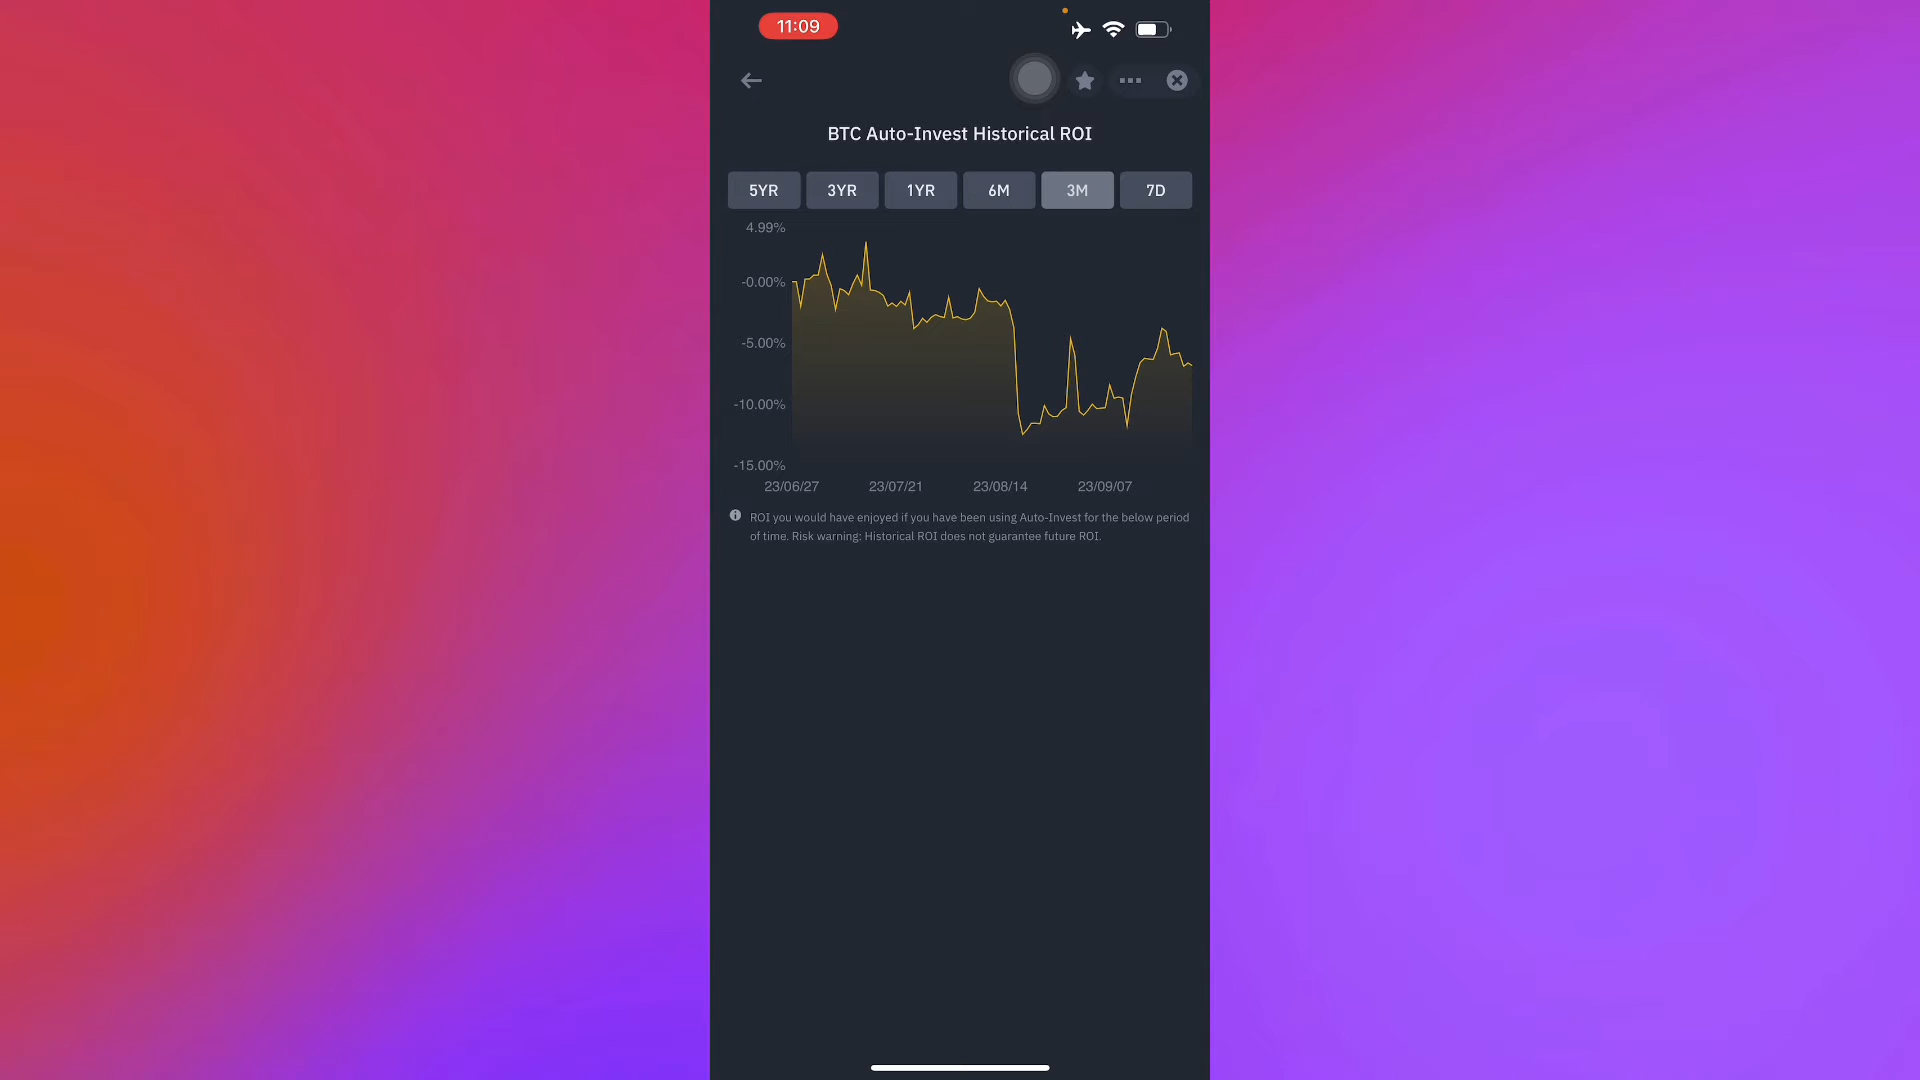 11:09
BTC Auto-Invest Historical ROI
5YR 3YR 1YR 6M 3M 7D
4.99%
-0.00%
-5.00%
-10.00%
-15.00%
23/06/27 23/07/21 23/08/14 23/09/07
ROI you would have enjoyed if you have been using Auto-Invest for the below period
of time. Risk warning: Historical ROI does not guarantee future ROI.